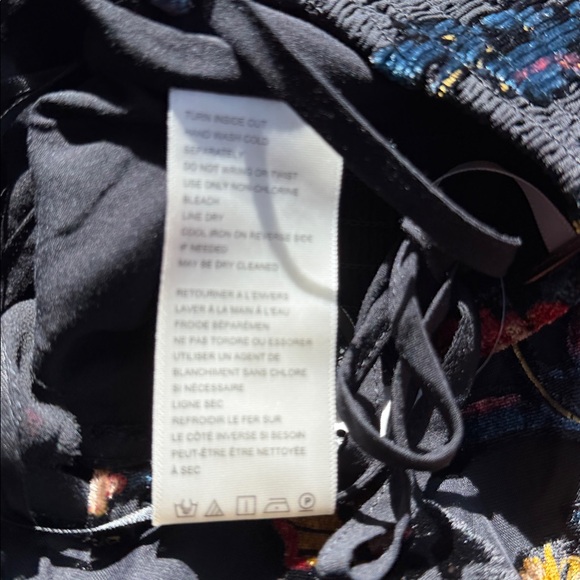 TURN INSIDE OUT
HAND WASH COLD
SEPARATELY
DO NOT WRING OR TWIST
USE ONLY NON-CHLORINE
BLEACH
LINE DRY
COOL IRON ON REVERSE SIDE
IF NEEDED
MAY BE DRY CLEANED
RETOURNER À L'ENVERS
LAVER À LA MAIN À L'EAU
FROIDE SÉPARÉMEN
NE PAS TORDRE OU ESSORER
UTILISER UN AGENT DE
BLANCHIMENT SANS CHLORE
SI NÉCESSAIRE
LIGNE SEC
REFROIDIR LE FER SUR
LE CÔTE INVERSE SI BESOIN
PEUT-ÊTRE ÊTRE NETTOYÉE
À SEC
P